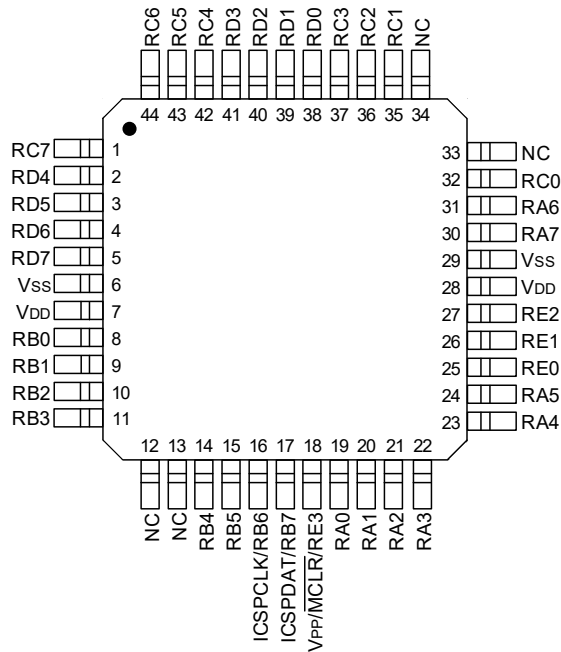 RC6 RC5 RC4 RD3 RD2 RD1 RD0 RC3 RC2 RC1 NC
44 43 42 41 40 39 38 37 36 35 34
RC7 1
RD4 2
RD5 3
RD6 4
RD7 5
VSS 6
VDD 7
RB0 8
RB1 9
RB2 10
RB3 11
33 NC
32 RC0
31 RA6
30 RA7
29 VSS
28 VDD
27 RE2
26 RE1
25 RE0
24 RA5
23 RA4
12 13 14 15 16 17 18 19 20 21 22
NC
NC
RB4
RB5
ICSPCLK/RB6
ICSPDAT/RB7
VPP/MCLR/RE3
RA0
RA1
RA2
RA3